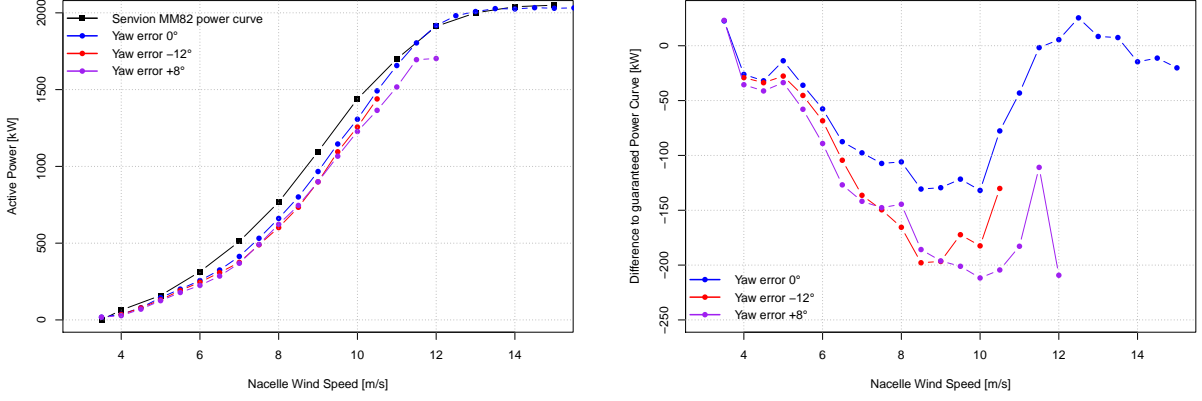 Senvion MM82 power curve
Yaw error 0°
Yaw error −12°
Yaw error +8°
Active Power [kW]
2000
1500
1000
500
0
4
6
8
10
12
14
Nacelle Wind Speed [m/s]
Difference to guaranteed Power Curve [kW]
0
−50
−100
−150
−200
−250
Yaw error 0°
Yaw error −12°
Yaw error +8°
4
6
8
10
12
14
Nacelle Wind Speed [m/s]